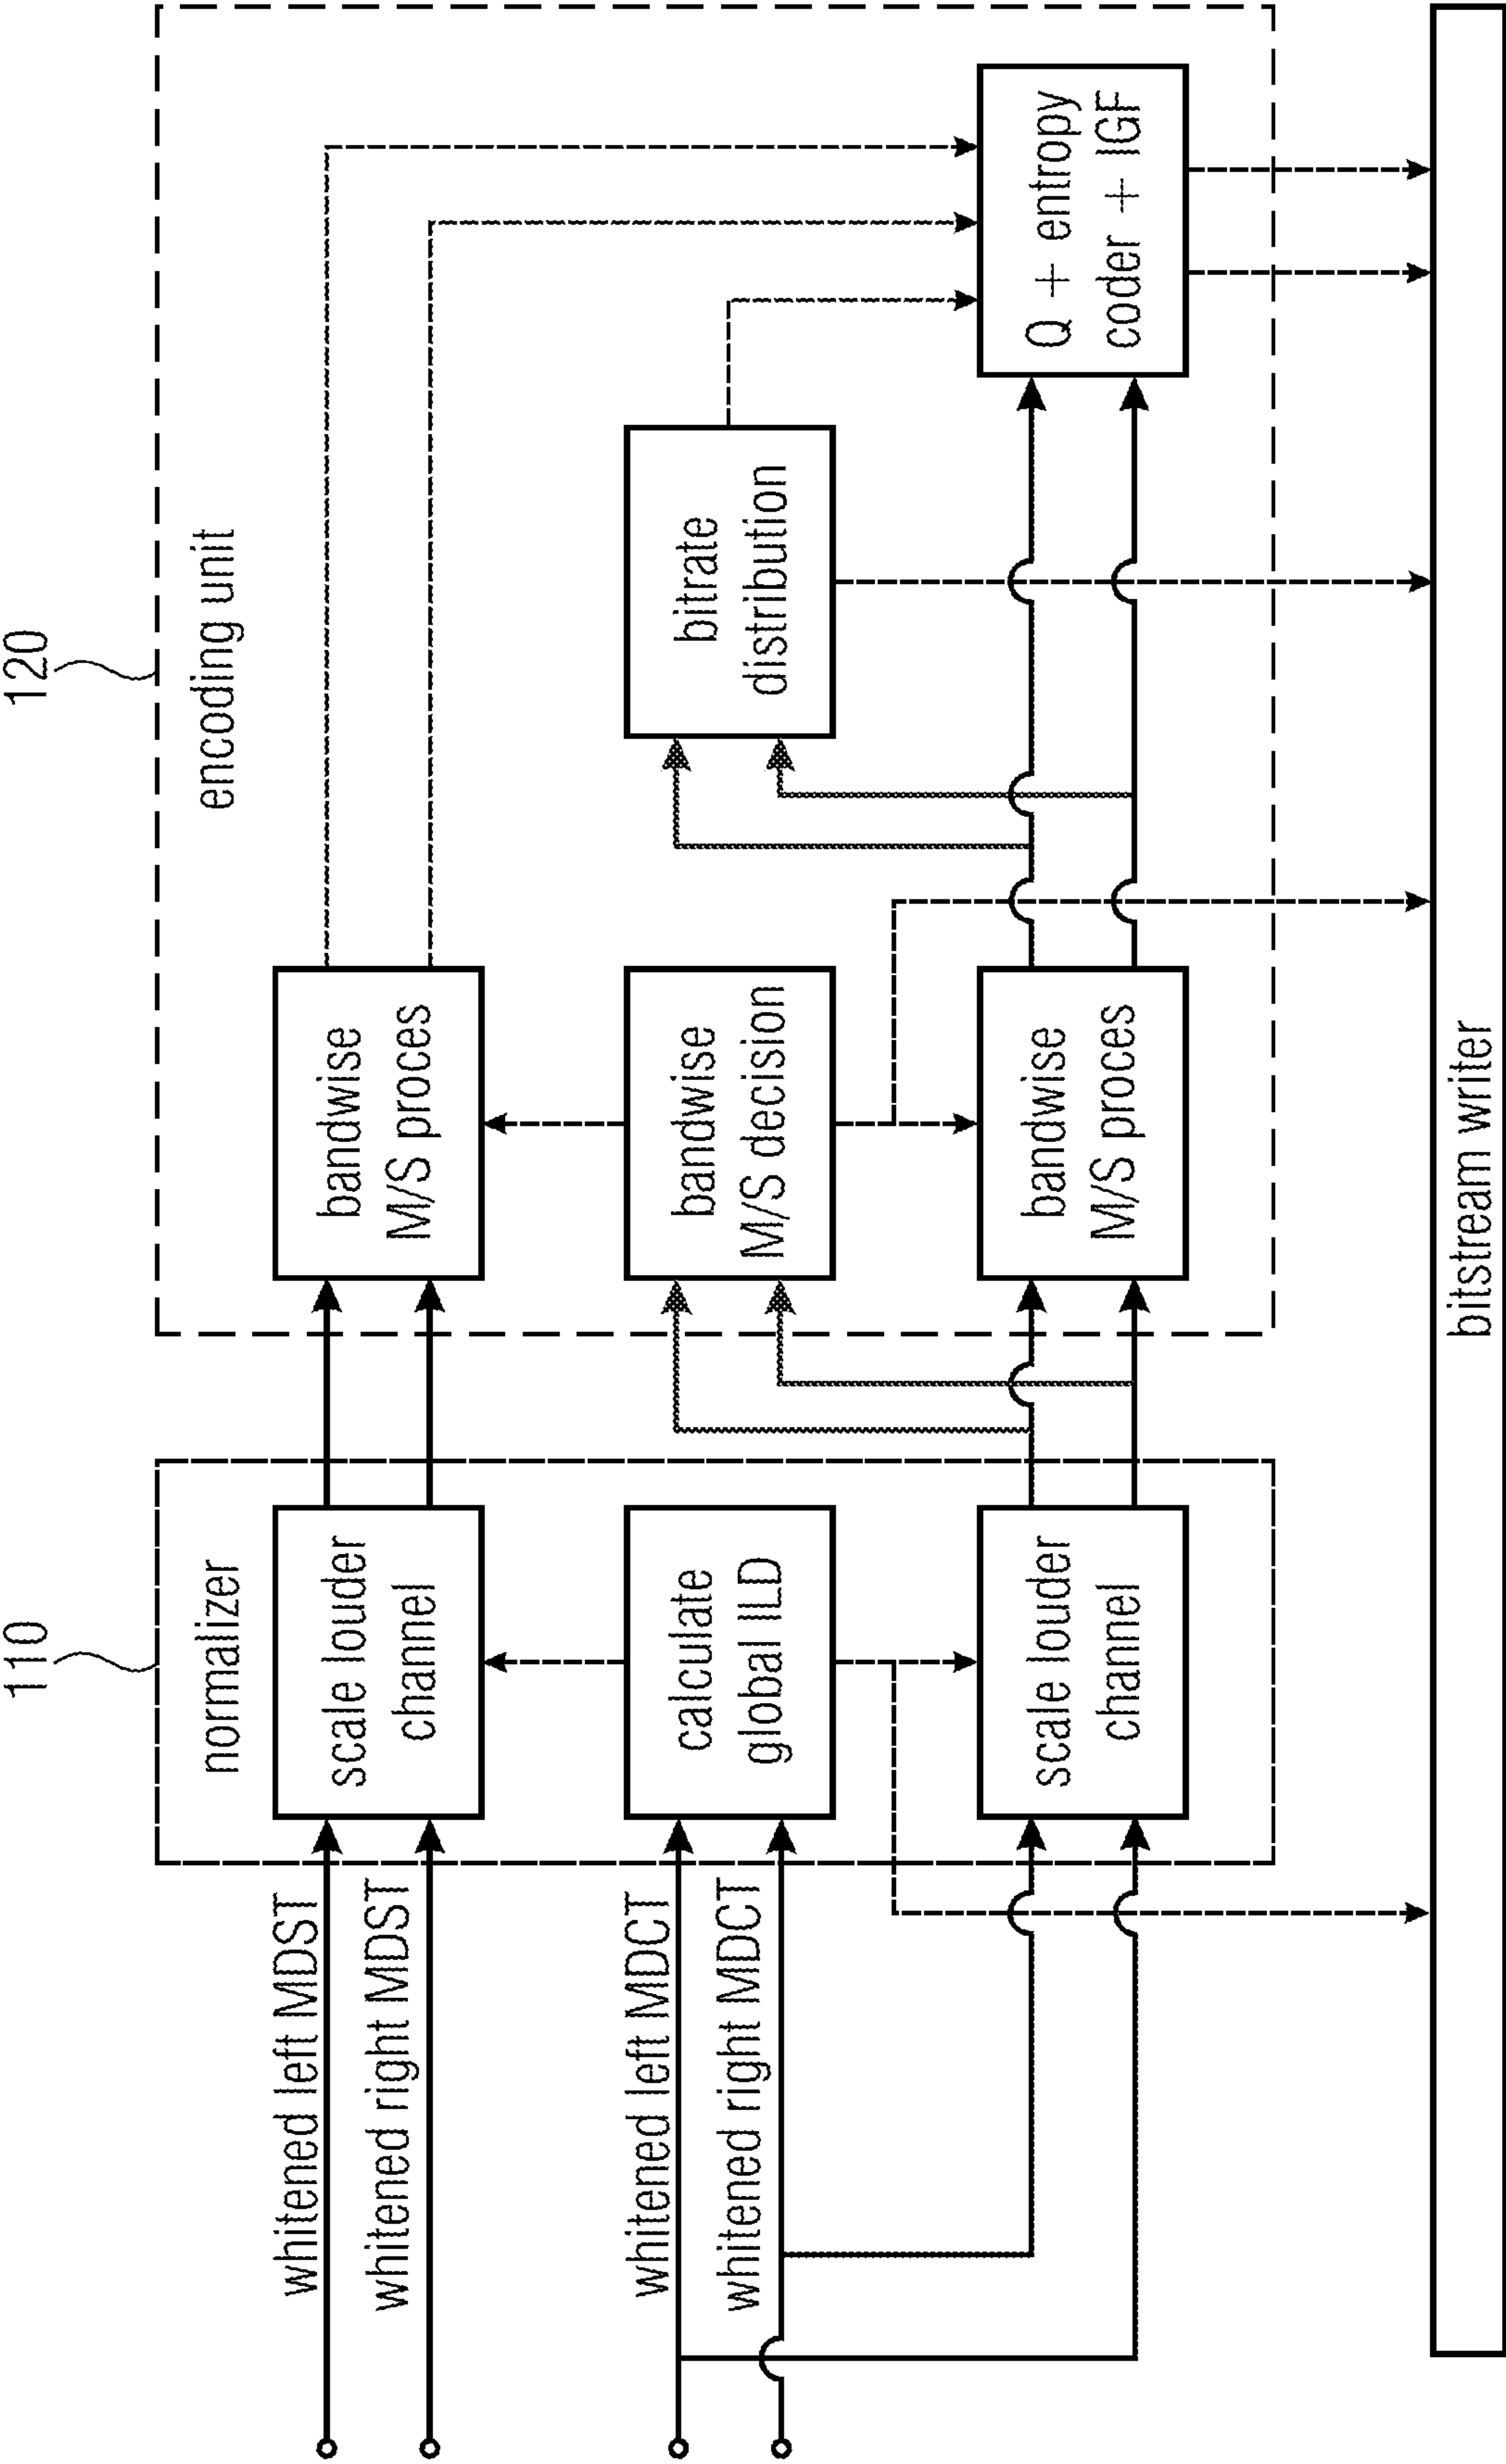 110
120
normalizer
encoding unit
whitened left MDST
whitened right MDST
scale louder
channel
bandwise
M/S proces
whitened left MDCT
whitened right MDCT
calculate
global ILD
bandwise
M/S decision
bitrate
distribution
scale louder
channel
bandwise
M/S proces
Q + entropy
coder + IGF
bitstream writer